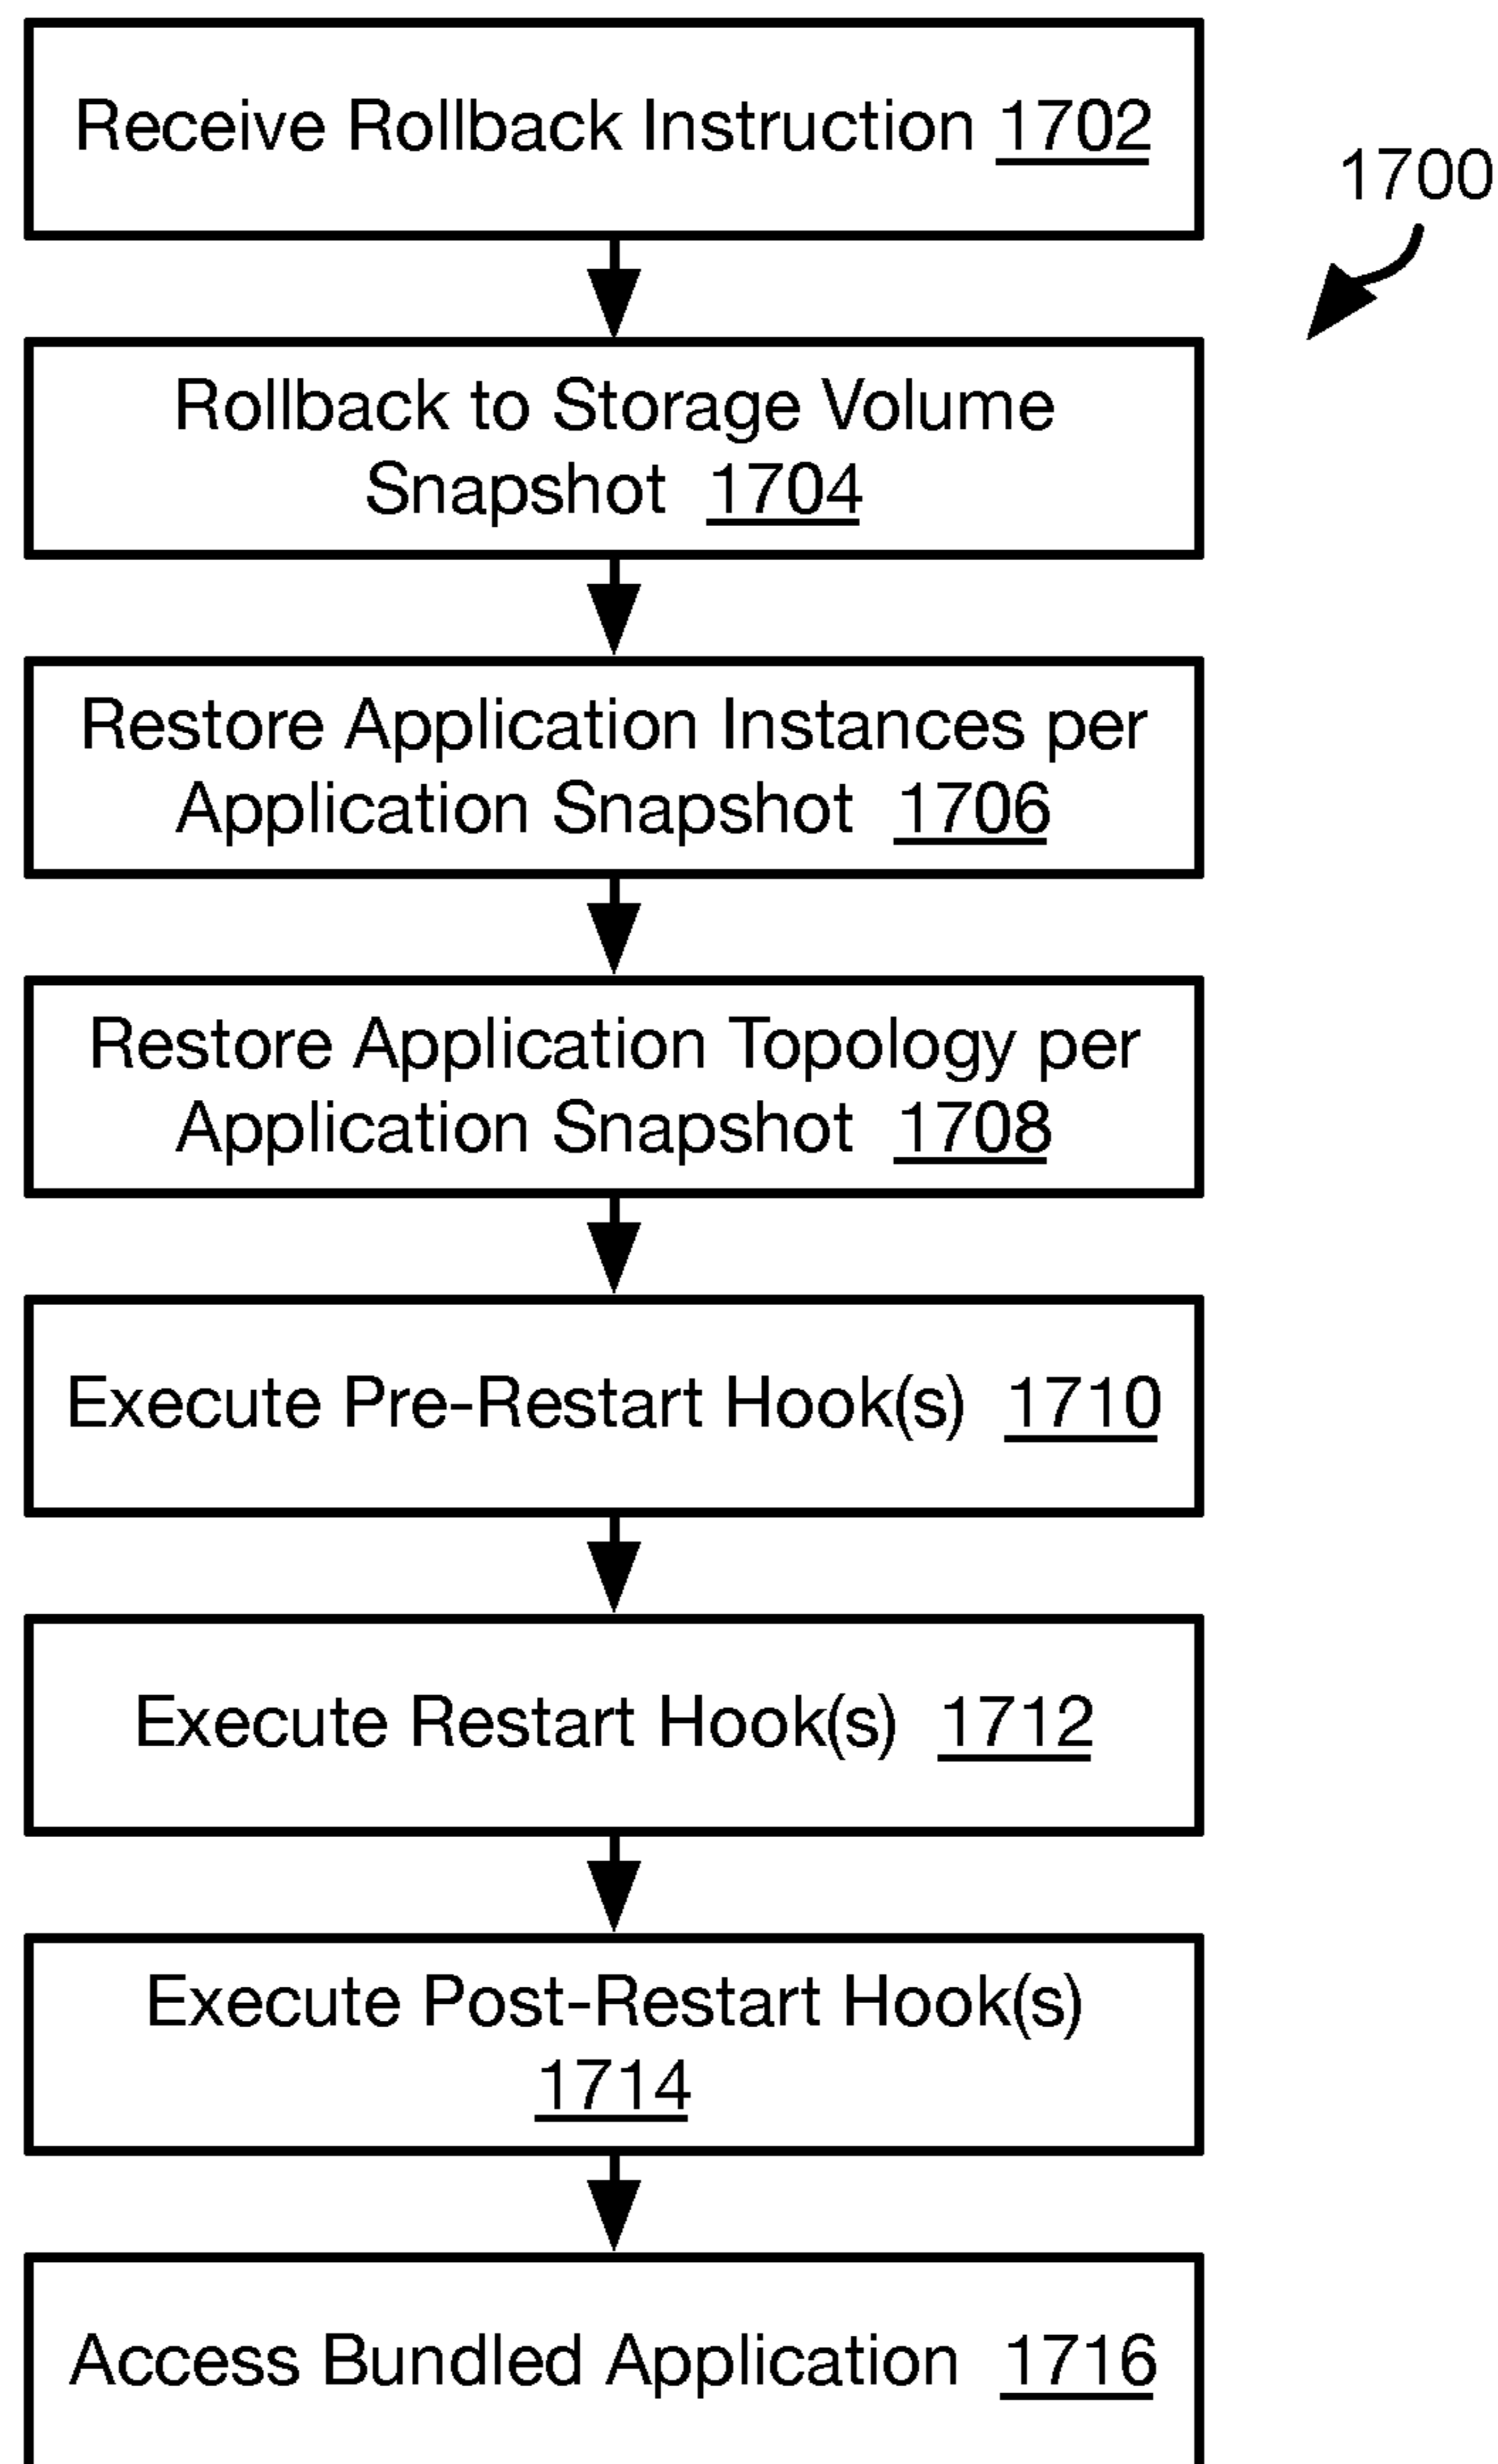 Receive Rollback Instruction 1702
1700
Rollback to Storage Volume
Snapshot 1704
Restore Application Instances per
Application Snapshot 1706
Restore Application Topology per
Application Snapshot 1708
Execute Pre-Restart Hook(s) 1710
Execute Restart Hook(s) 1712
Execute Post-Restart Hook(s)
1714
Access Bundled Application 1716